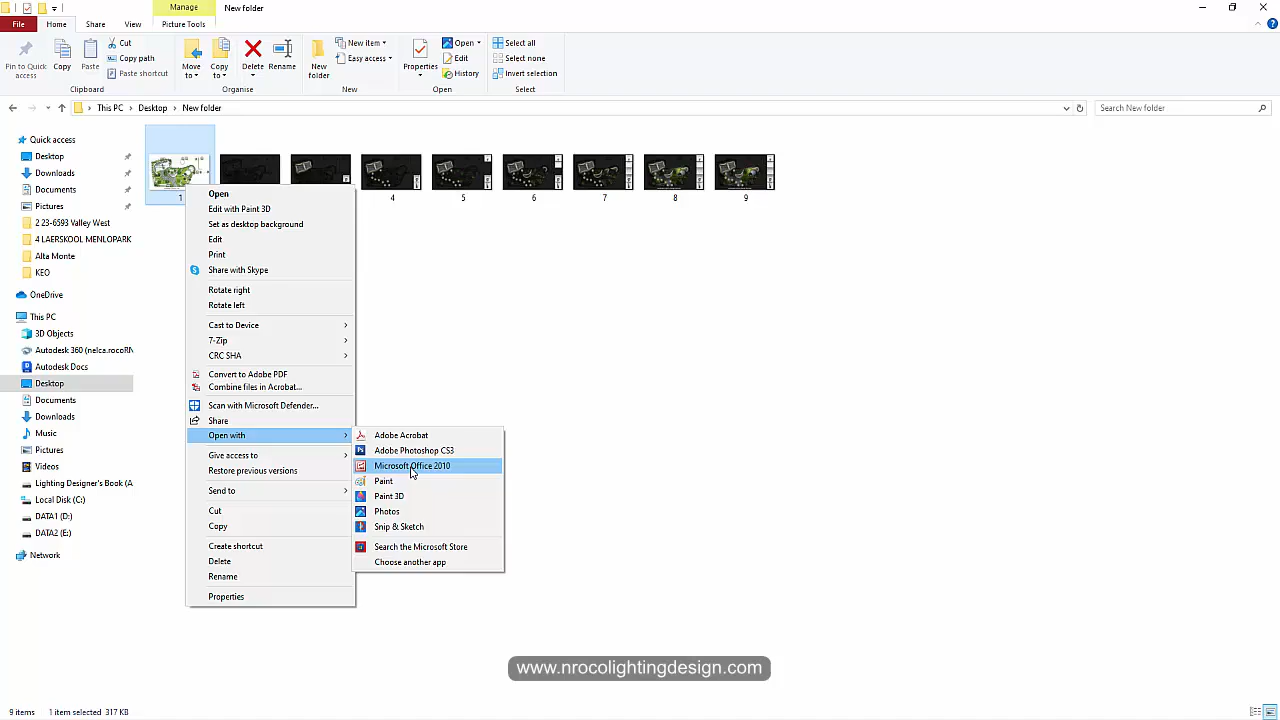 Manage
New folder
File
Home
Share
View
Picture Tools
Pin to Quick
access
Copy
Paste
Cut
Copy path
Paste shortcut
Move
to
Copy
to
Delete
Rename
New
folder
New item
Easy access
Properties
Open
Edit
History
Select all
Select none
Invert selection
Clipboard
Organise
New
Open
Select
This PC
Desktop
New folder
Search New folder
Quick access
Desktop
Downloads
Documents
Pictures
2 23-6593 Valley West
4 LAERSKOOL MENLOPARK
Alta Monte
KEO
OneDrive
This PC
3D Objects
Autodesk 360 (nelca.rocoRN
Autodesk Docs
Desktop
Documents
Downloads
Music
Pictures
Videos
Lighting Designer's Book (A
Local Disk (C:)
DATA1 (D:)
DATA2 (E:)
Network
1
4
5
6
7
8
9
Open
Edit with Paint 3D
Set as desktop background
Edit
Print
Share with Skype
Rotate right
Rotate left
Cast to Device
7-Zip
CRC SHA
Convert to Adobe PDF
Combine files in Acrobat...
Scan with Microsoft Defender...
Share
Open with
Give access to
Restore previous versions
Send to
Cut
Copy
Create shortcut
Delete
Rename
Properties
Adobe Acrobat
Adobe Photoshop CS3
Microsoft Office 2010
Paint
Paint 3D
Photos
Snip & Sketch
Search the Microsoft Store
Choose another app
www.nrocolightingdesign.com
9 items
1 item selected 317 KB